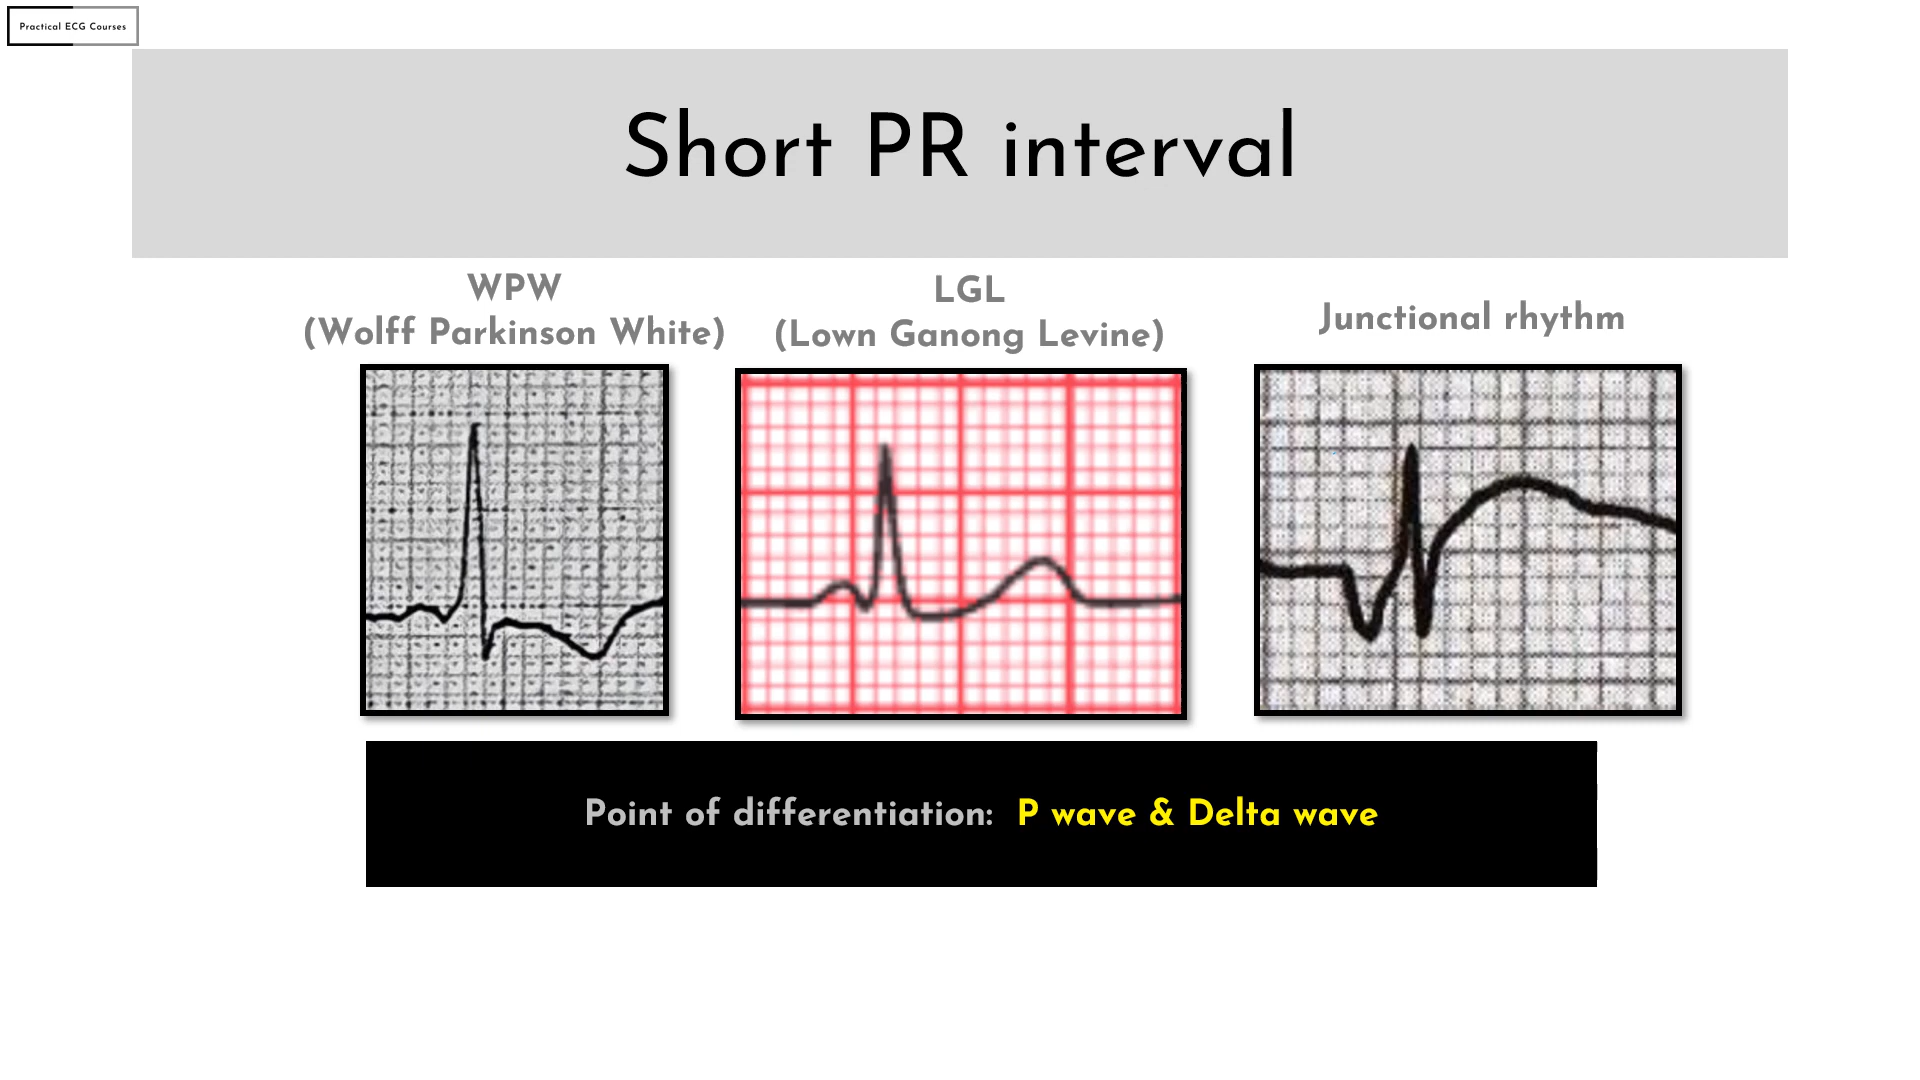 Practical ECG Courses
Short PR interval
WPW
(Wolff Parkinson White)
LGL
(Lown Ganong Levine)
Junctional rhythm
Point of differentiation: P wave & Delta wave